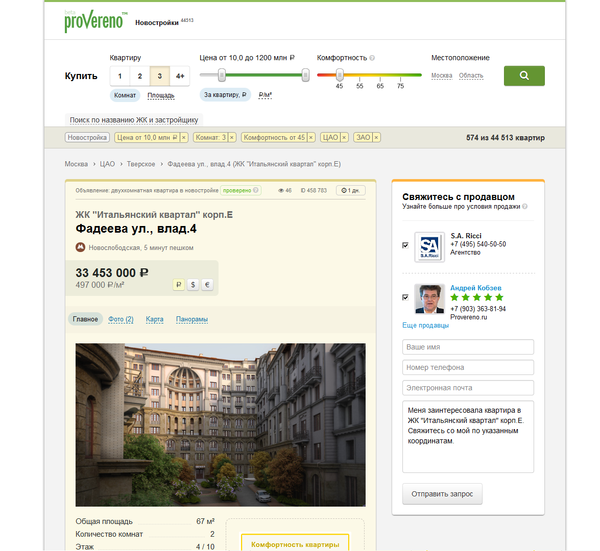 beta
proVereno
Новостройки 44513
Купить
Квартиру
1 2 3 4+
Комнат Площадь
Цена от 10,0 до 1200 млн ₽
За квартиру, ₽ ₽/м²
Комфортность ?
45 55 65 75
Местоположение
Москва Область
Поиск по названию ЖК и застройщику
Новостройка Цена от 10,0 млн ₽ × Комнат: 3 × Комфортность от 45 × ЦАО × ЗАО ×
574 из 44 513 квартир
Москва > ЦАО > Тверское > Фадеева ул., влад.4 (ЖК "Итальянский квартал" корп.Е)
Объявление: двухкомнатная квартира в новостройке проверено ? 46 ID 458 783 1 дн.
ЖК "Итальянский квартал" корп.Е
Фадеева ул., влад.4
М Новослободская, 5 минут пешком
33 453 000 ₽
497 000 ₽/м²
₽ $ €
Главное Фото (2) Карта Панорамы
Общая площадь 67 м²
Количество комнат 2
Этаж 4 / 10
Комфортность квартиры
Свяжитесь с продавцом
Узнайте больше про условия продажи ?
SA
S.A. Ricci
S.A. Ricci
+7 (495) 540-50-50
Агентство
Андрей Кобзев
+7 (903) 363-81-94
Provereno.ru
Еще продавцы
Ваше имя
Номер телефона
Электронная почта
Меня заинтересовала квартира в
ЖК "Итальянский квартал" корп.Е.
Свяжитесь со мой по указанным
координатам.
Отправить запрос